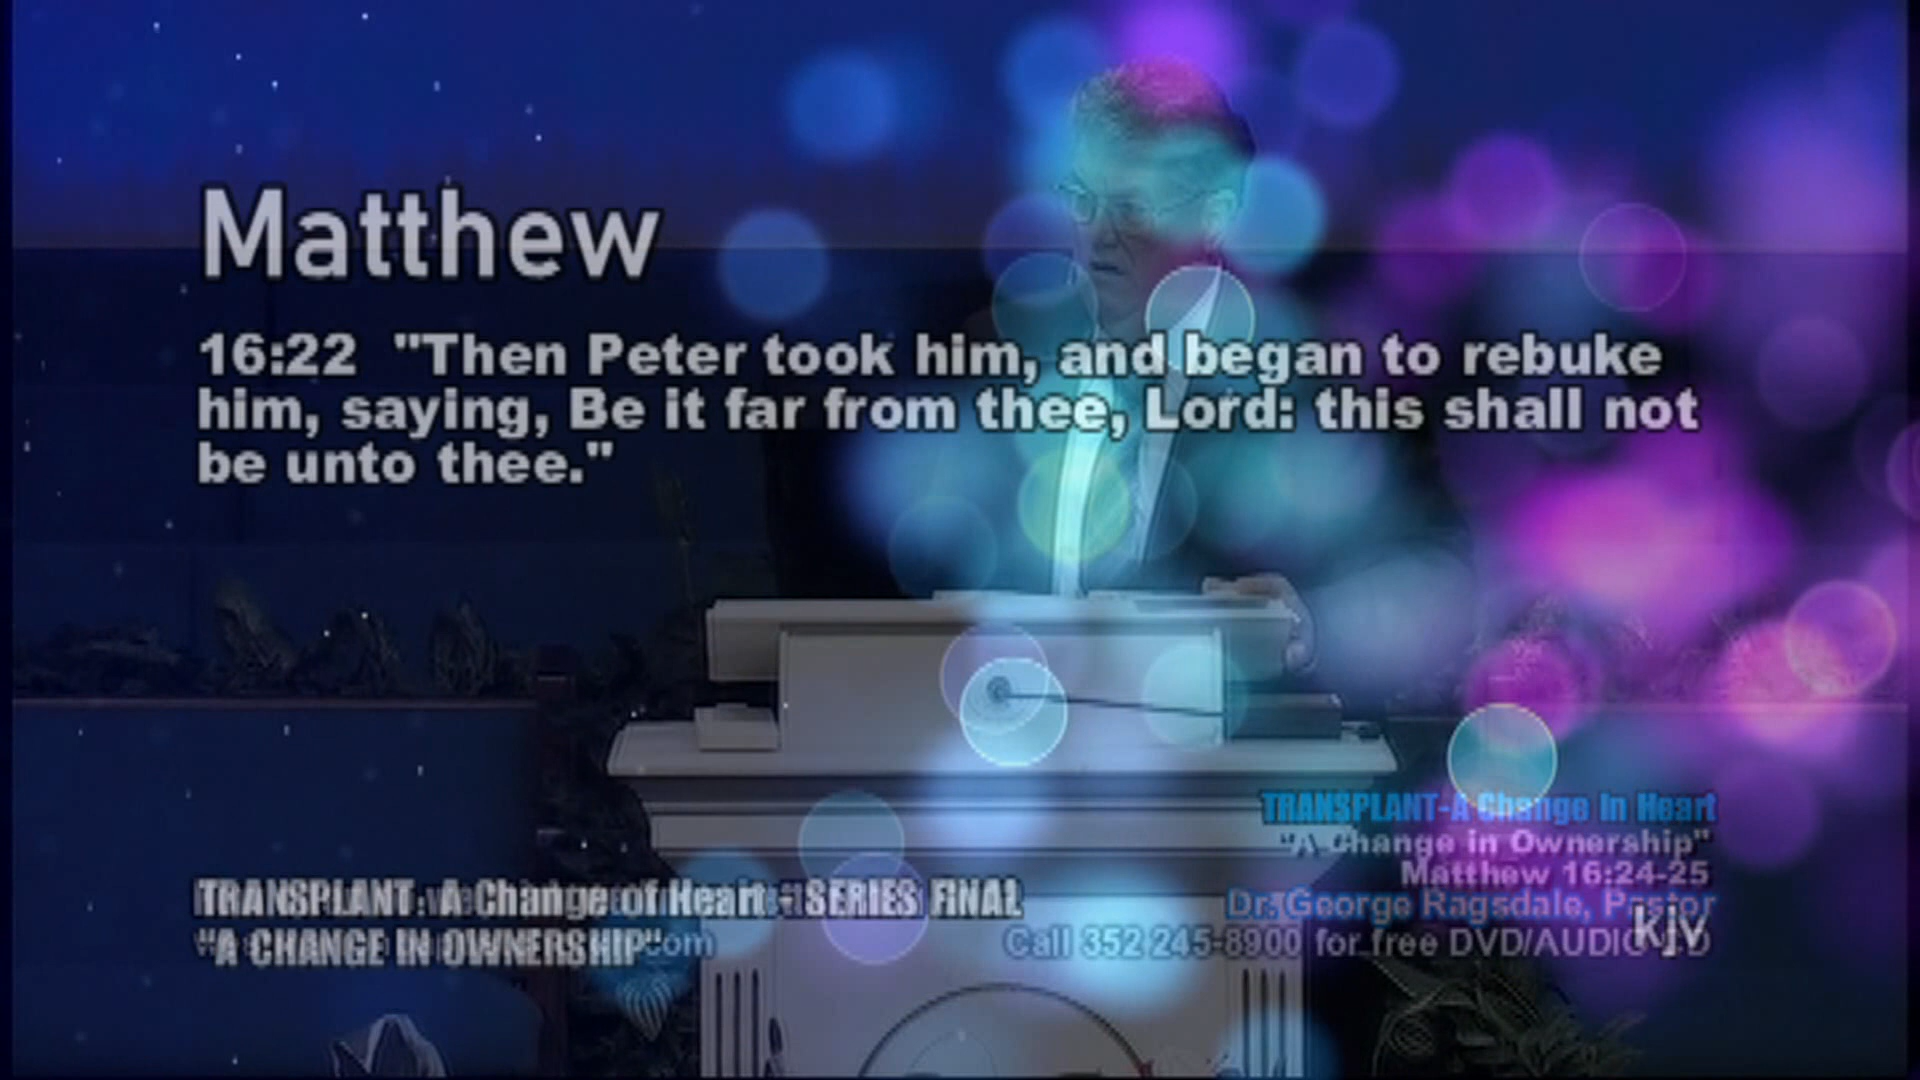 Matthew
16:22 "Then Peter took him, and began to rebuke
him, saying, Be it far from thee, Lord: this shall not
be unto thee."
TRANSPLANT-A Change In Heart
"A Change in Ownership"
Matthew 16:24-25
Dr. George Ragsdale, Pastor
TRANSPLANT: A Change of Heart - SERIES FINAL
kjv
"A CHANGE IN OWNERSHIP"
Call 352 245-8900 for free DVD/AUDIO CD